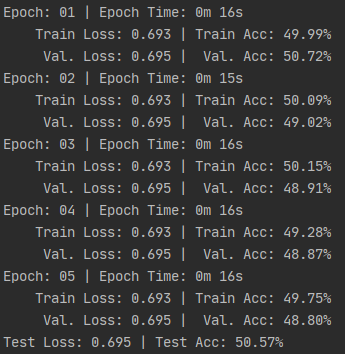 Epoch: 01 | Epoch Time: 0m 16s
Train Loss: 0.693 | Train Acc: 49.99%
Val. Loss: 0.695 | Val. Acc: 50.72%
Epoch: 02 | Epoch Time: 0m 15s
Train Loss: 0.693 | Train Acc: 50.09%
Val. Loss: 0.695 | Val. Acc: 49.02%
Epoch: 03 | Epoch Time: 0m 16s
Train Loss: 0.693 | Train Acc: 50.15%
Val. Loss: 0.695 | Val. Acc: 48.91%
Epoch: 04 | Epoch Time: 0m 16s
Train Loss: 0.693 | Train Acc: 49.28%
Val. Loss: 0.695 | Val. Acc: 48.87%
Epoch: 05 | Epoch Time: 0m 16s
Train Loss: 0.693 | Train Acc: 49.75%
Val. Loss: 0.695 | Val. Acc: 48.80%
Test Loss: 0.695 | Test Acc: 50.57%